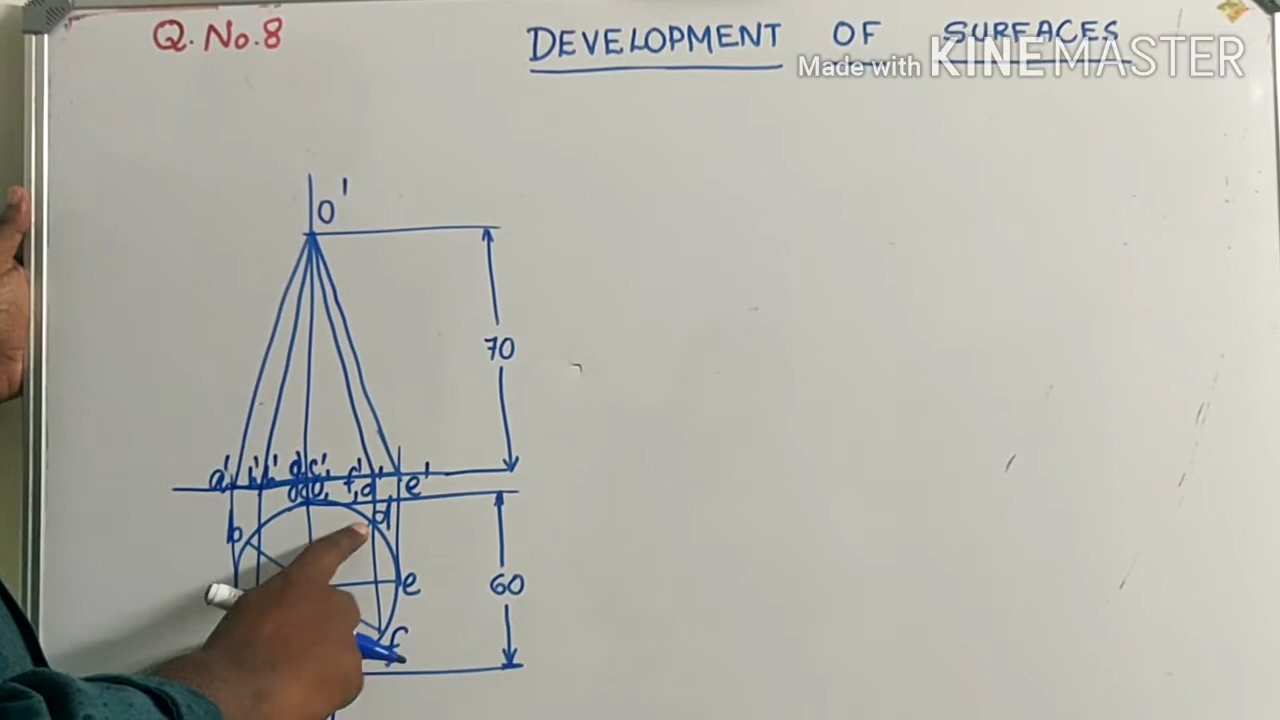 Q. No. 8
DEVELOPMENT OF SURFACES
Made with KINEMASTER
O'
70
a' b' h' c' f', d' e'
b d
e
60
f